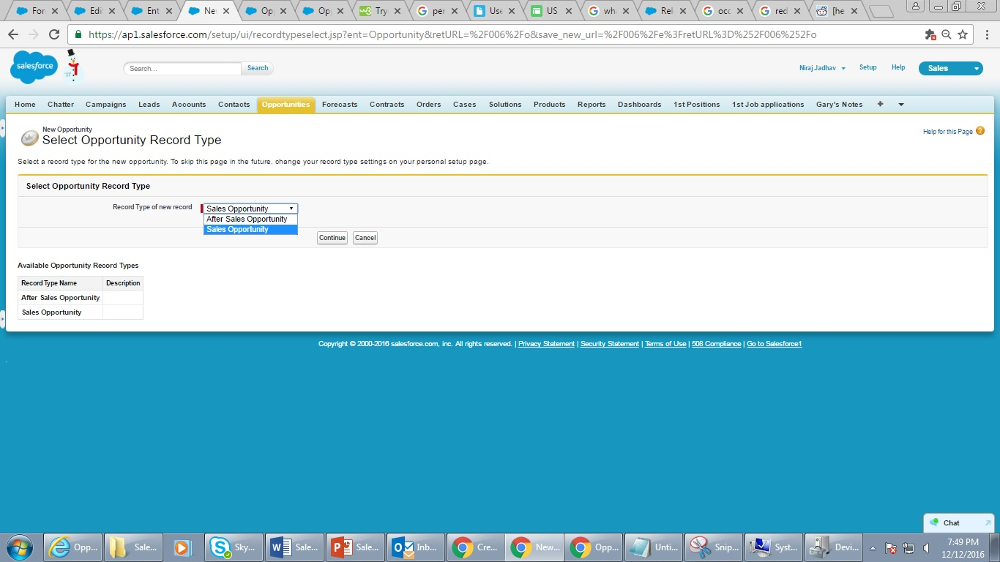 For
Edi
Ent
Nev
Opp
Opp
Try
per
Use
US
wha
Rel
occ
redi
[he
https://ap1.salesforce.com/setup/ui/recordtypeselect.jsp?ent=Opportunity&retURL=%2F006%2Fo&save_new_url=%2F006%2Fe%3FretURL%3D%252F006%252Fo
salesforce
'17
Search...
Search
Niraj Jadhav
Setup
Help
Sales
Home Chatter Campaigns Leads Accounts Contacts Opportunities Forecasts Contracts Orders Cases Solutions Products Reports Dashboards 1st Positions 1st Job applications Gary's Notes +
New Opportunity
Select Opportunity Record Type
Help for this Page ?
Select a record type for the new opportunity. To skip this page in the future, change your record type settings on your personal setup page.
Select Opportunity Record Type
Record Type of new record
Sales Opportunity
After Sales Opportunity
Sales Opportunity
Continue Cancel
Available Opportunity Record Types
Record Type Name Description
After Sales Opportunity
Sales Opportunity
Copyright © 2000-2016 salesforce.com, inc. All rights reserved. | Privacy Statement | Security Statement | Terms of Use | 508 Compliance | Go to Salesforce1
Chat
Opp...
Sale...
Sky...
Sale...
Sale...
Inb...
Cre...
New...
Opp...
Unti...
Snip...
Syst...
Devi...
7:49 PM
12/12/2016